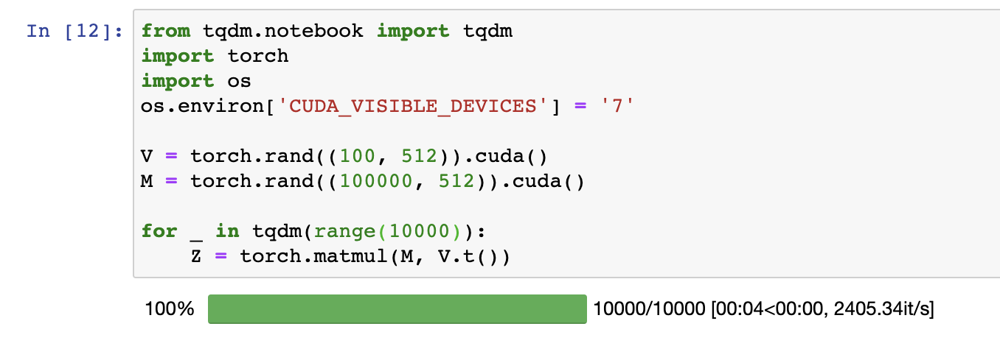 In [12]: from tqdm.notebook import tqdm
import torch
import os
os.environ['CUDA_VISIBLE_DEVICES'] = '7'
V = torch.rand((100, 512)).cuda()
M = torch.rand((100000, 512)).cuda()
for _ in tqdm(range(10000)):
    Z = torch.matmul(M, V.t())
100% 10000/10000 [00:04<00:00, 2405.34it/s]